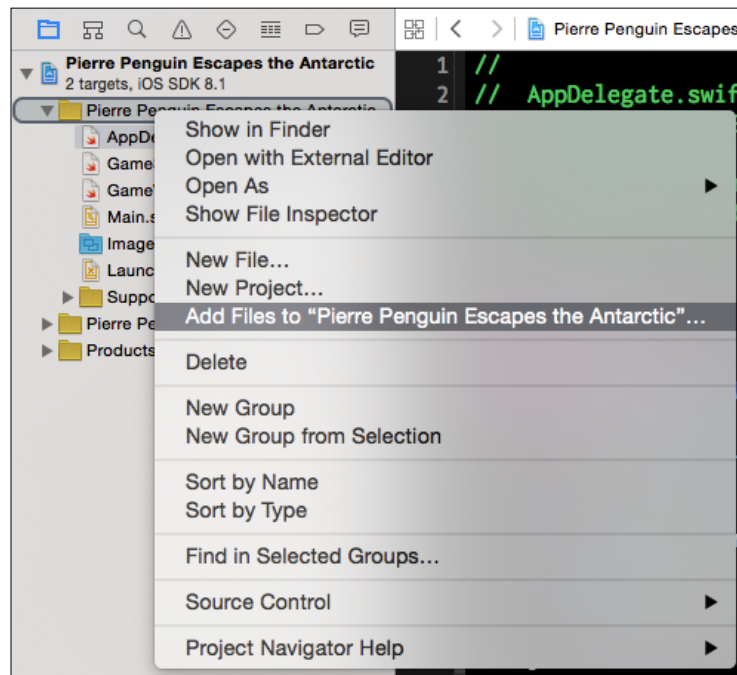 Pierre Penguin Escapes
Pierre Penguin Escapes the Antarctic
2 targets, iOS SDK 8.1
1 //
2 // AppDelegate.swif
Pierre Penguin Escapes the Antarctic
AppDe
Game
Game
Main.s
Image
Launc
Suppo
Pierre Pe
Products
Show in Finder
Open with External Editor
Open As
Show File Inspector
New File...
New Project...
Add Files to “Pierre Penguin Escapes the Antarctic”...
Delete
New Group
New Group from Selection
Sort by Name
Sort by Type
Find in Selected Groups...
Source Control
Project Navigator Help